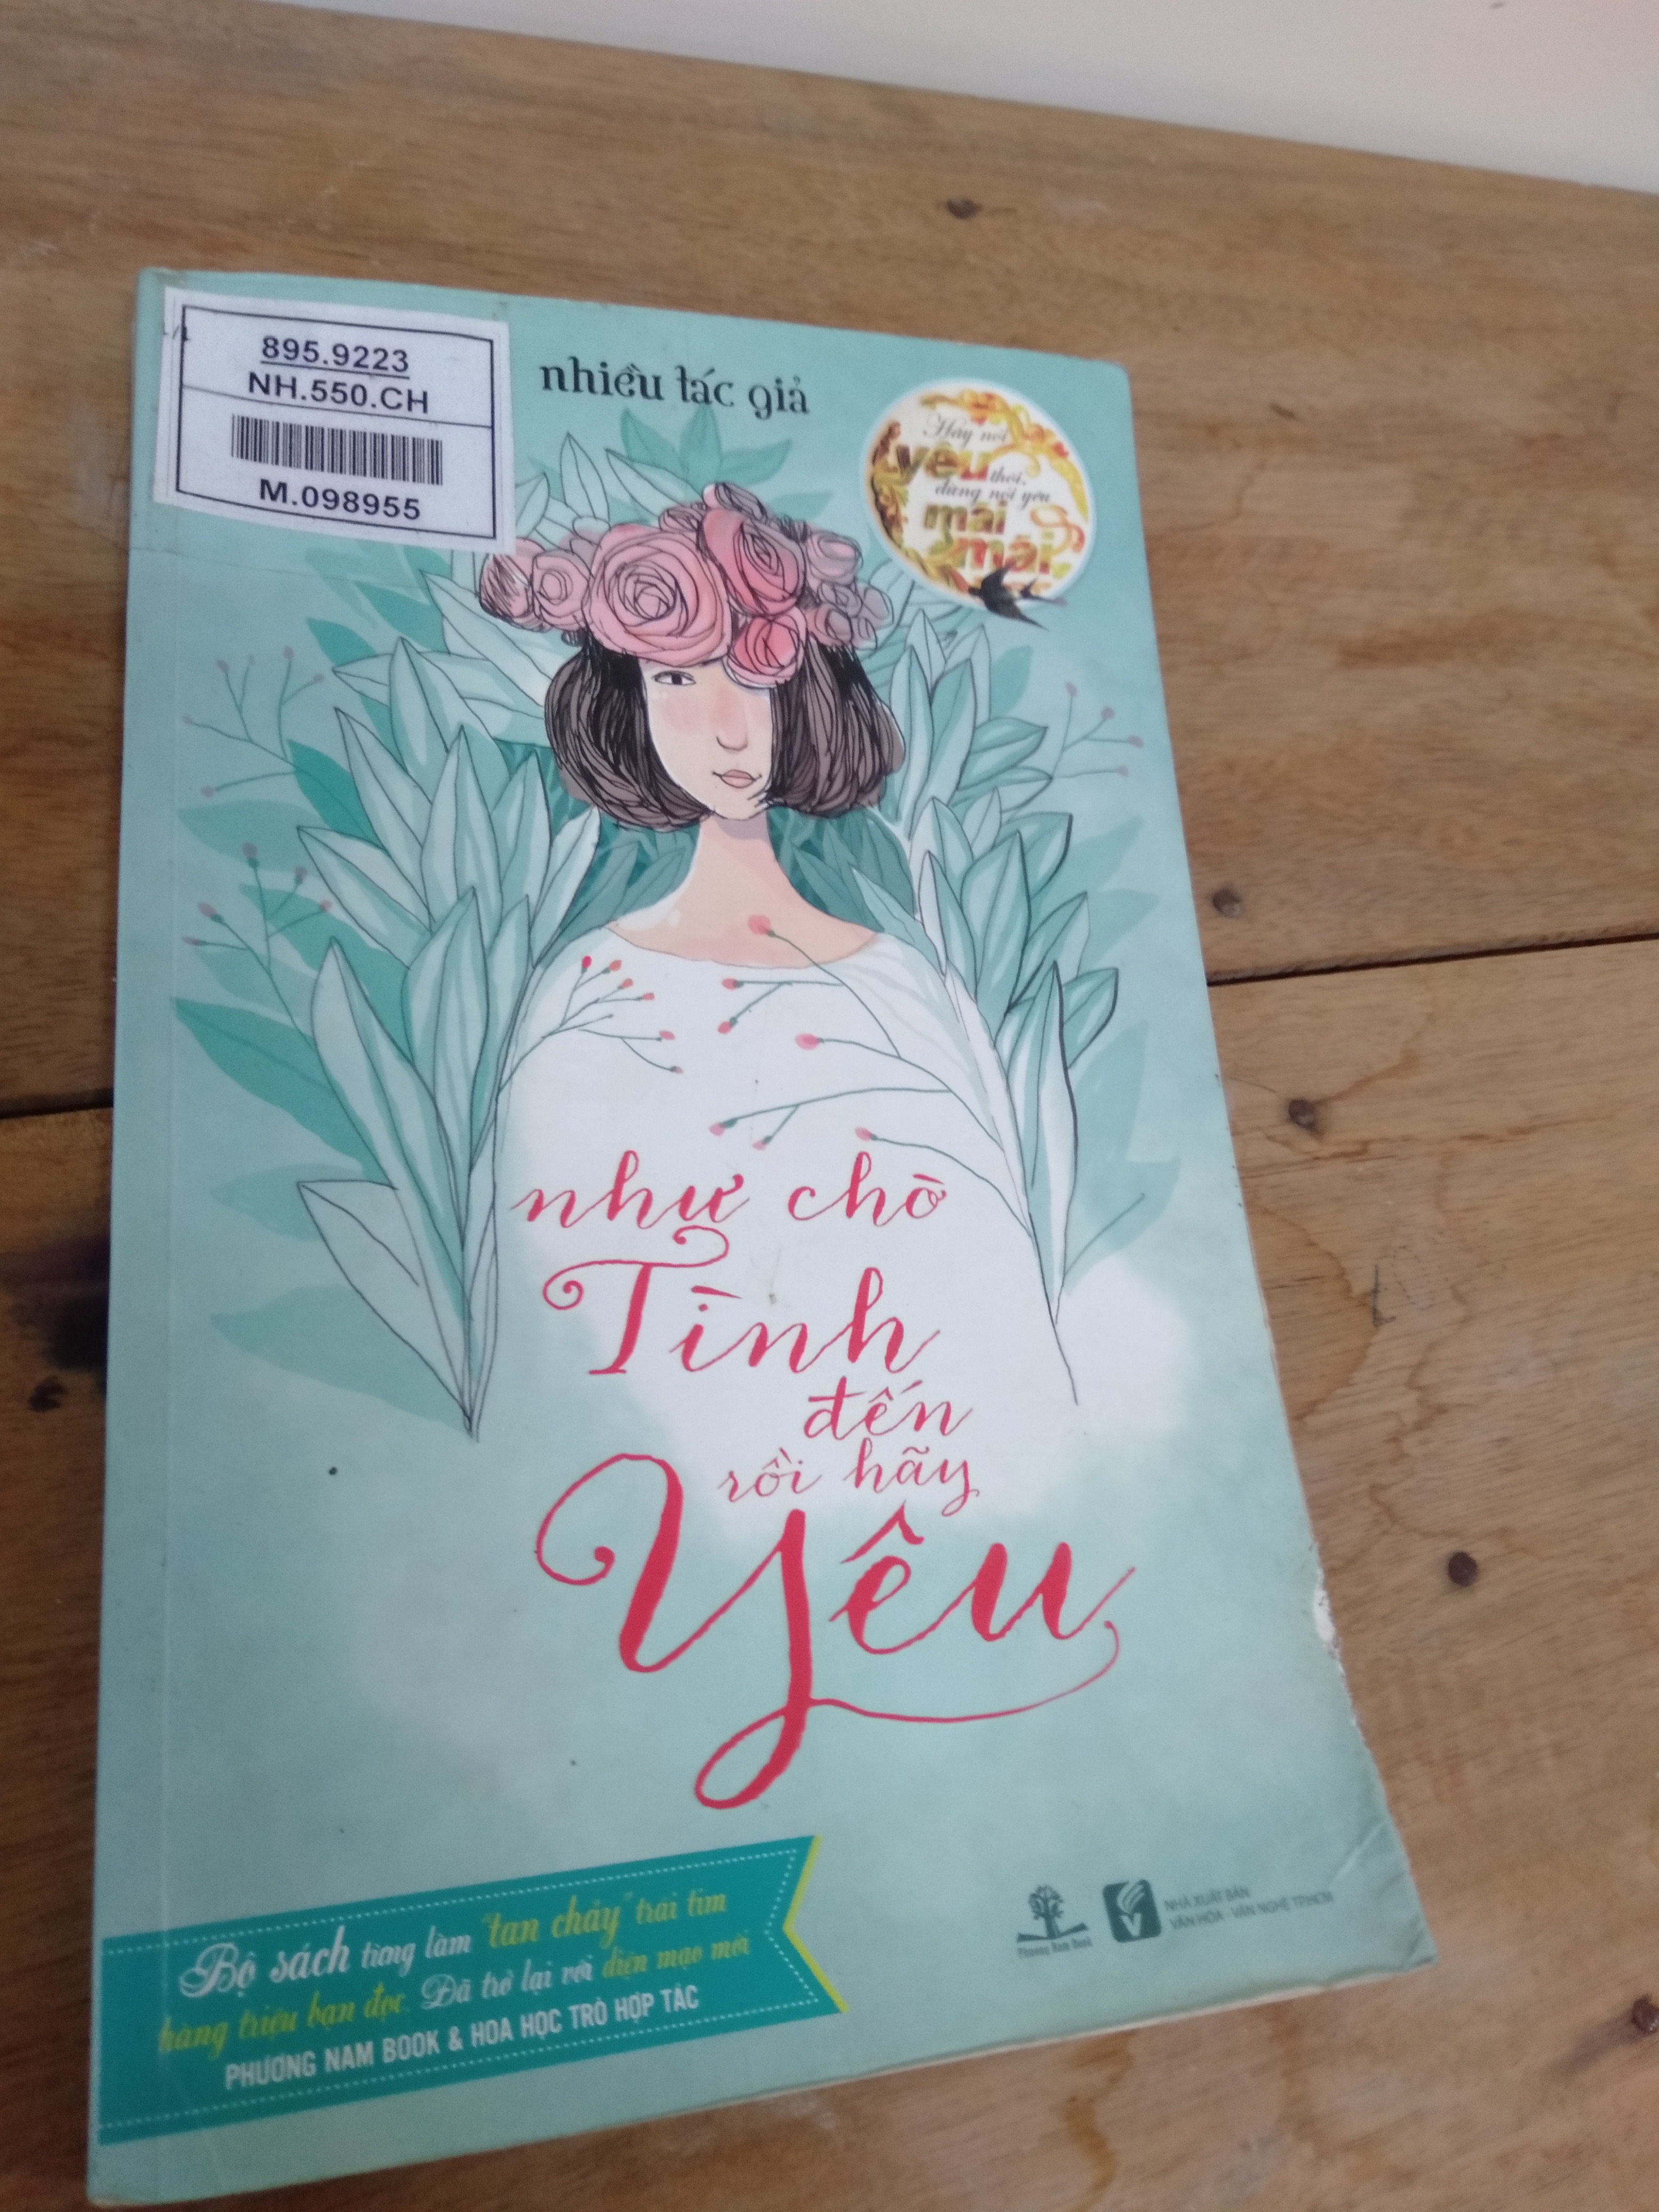 895.9223
NH.550.CH
M.098955
nhiều tác giả
Hãy nói
yêu thôi,
đừng nói yêu
mãi
mãi
như chờ
Tình
đến
rồi hãy
Yêu
Bộ sách từng làm "tan chảy" trái tim
hàng triệu bạn đọc. Đã trở lại với diện mạo mới
PHƯƠNG NAM BOOK & HOA HỌC TRÒ HỢP TÁC
Phuong Nam Book
NHÀ XUẤT BẢN
VĂN HÓA - VĂN NGHỆ TP.HCM